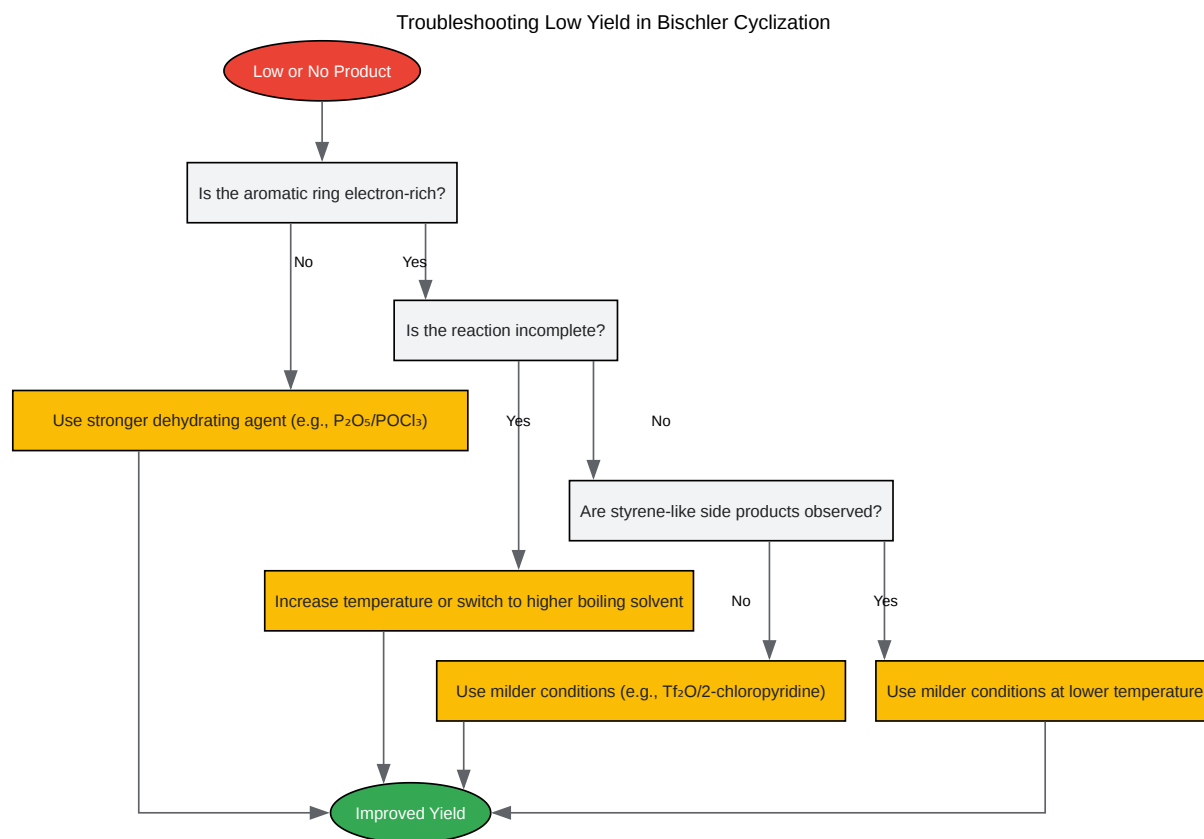 Troubleshooting Low Yield in Bischler Cyclization
Low or No Product
Is the aromatic ring electron-rich?
No
Yes
Is the reaction incomplete?
Use stronger dehydrating agent (e.g., P₂O₅/POCl₃)
Yes
No
Are styrene-like side products observed?
Increase temperature or switch to higher boiling solvent
No
Yes
Use milder conditions (e.g., Tf₂O/2-chloropyridine)
Use milder conditions at lower temperature
Improved Yield